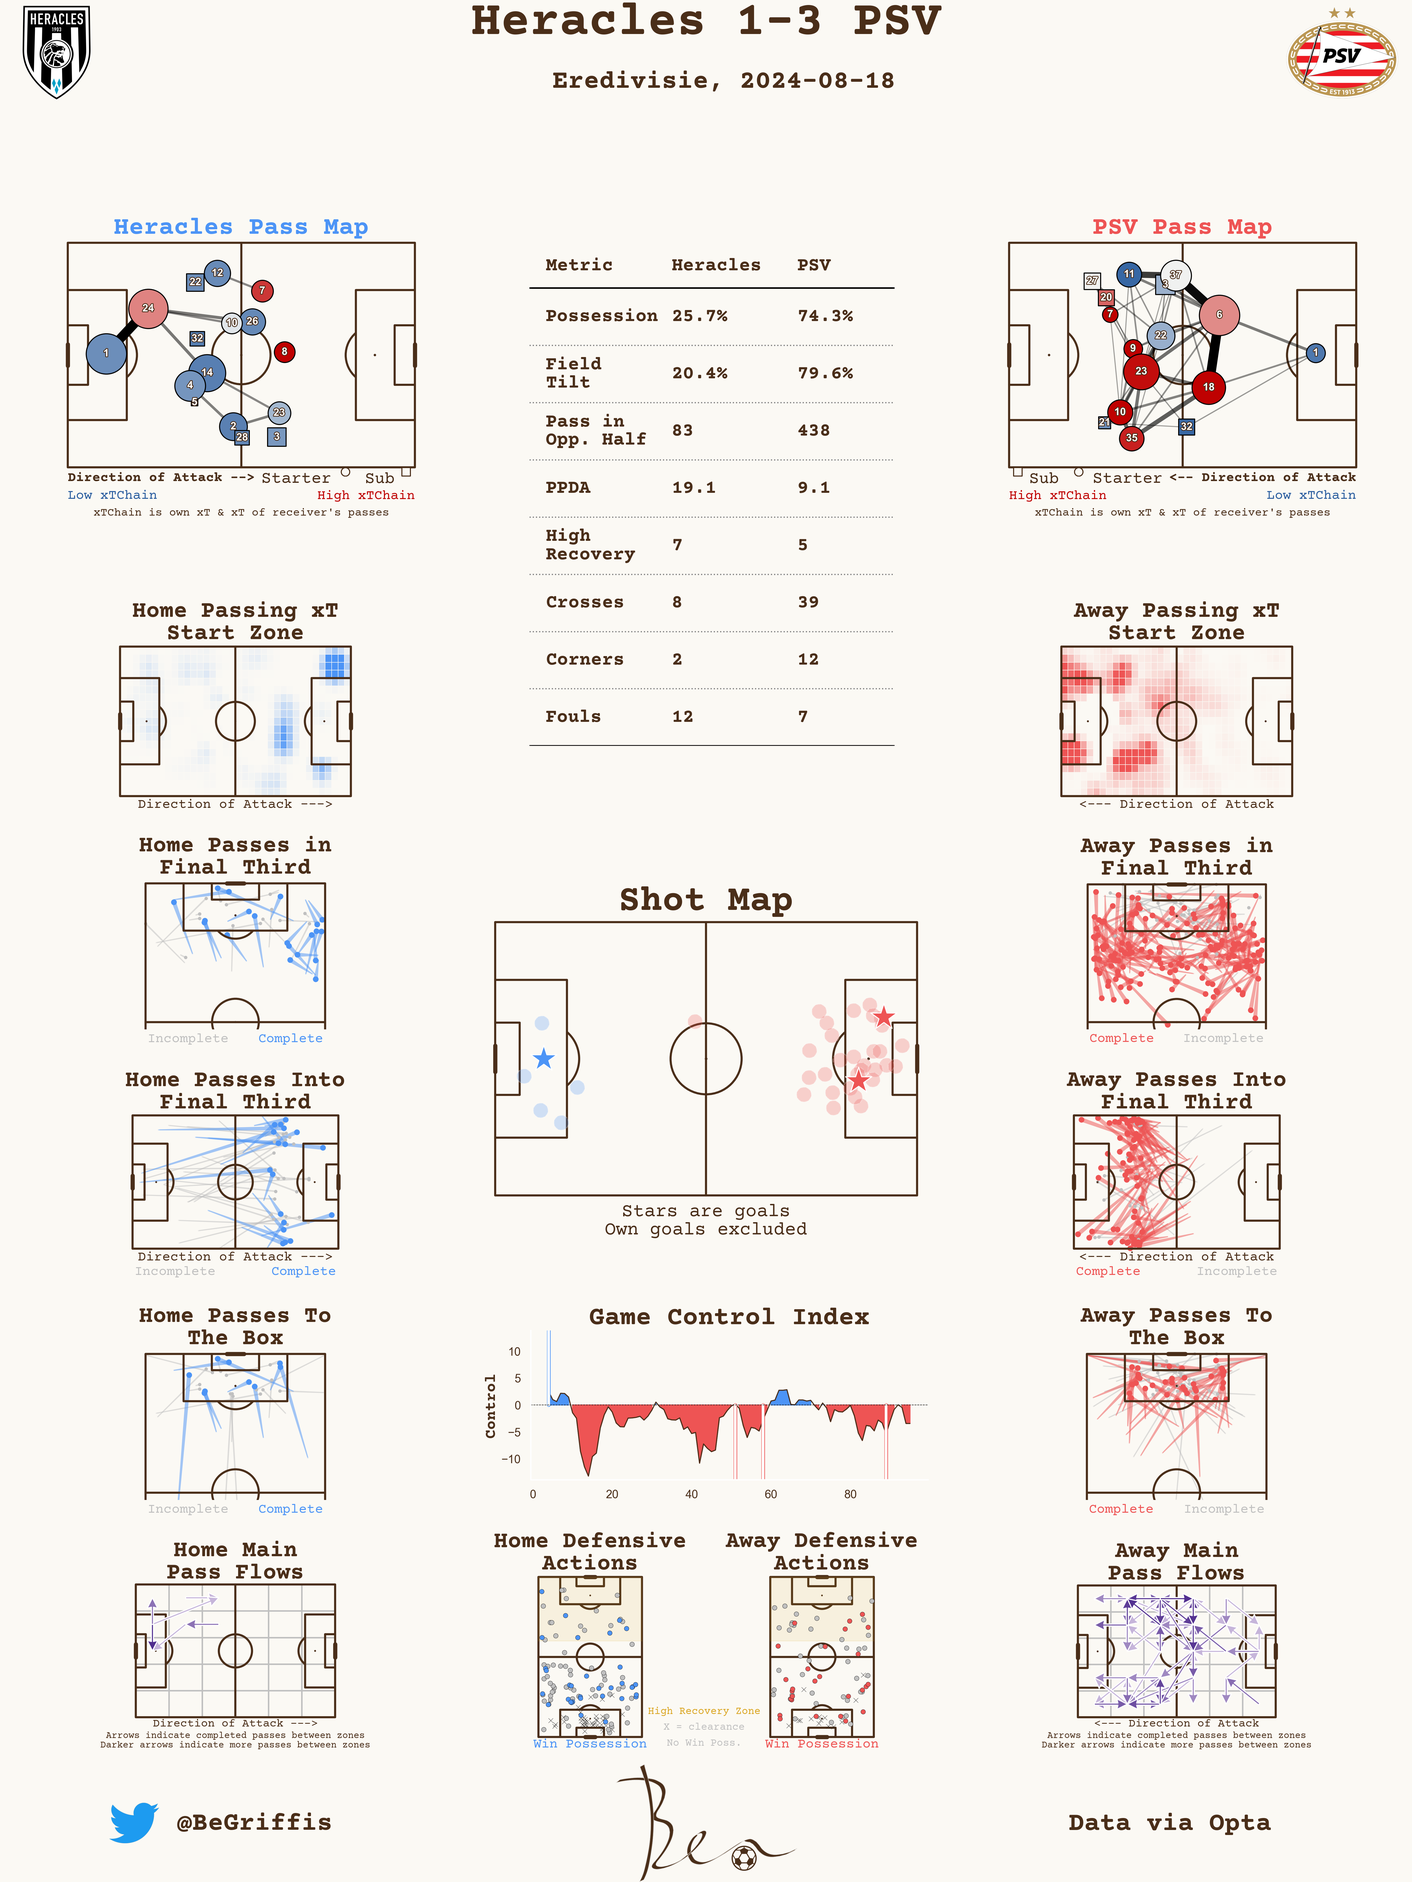 Heracles 1-3 PSV
Eredivisie, 2024-08-18
HERACLES
1903
PSV
EST 1913
Heracles Pass Map
22
12
7
24
10
26
32
1
8
14
4
5
23
2
28
3
Direction of Attack --> Starter Sub
Low xTChain High xTChain
xTChain is own xT & xT of receiver's passes
Metric Heracles PSV
Possession 25.7% 74.3%
Field
Tilt 20.4% 79.6%
Pass in
Opp. Half 83 438
PPDA 19.1 9.1
High
Recovery 7 5
Crosses 8 39
Corners 2 12
Fouls 12 7
PSV Pass Map
27
11
37
3
20
7
6
22
9
1
23
18
10
21
32
35
Sub Starter <-- Direction of Attack
High xTChain Low xTChain
xTChain is own xT & xT of receiver's passes
Home Passing xT
Start Zone
Direction of Attack --->
Away Passing xT
Start Zone
<--- Direction of Attack
Home Passes in
Final Third
Incomplete Complete
Away Passes in
Final Third
Complete Incomplete
Shot Map
Stars are goals
Own goals excluded
Home Passes Into
Final Third
Direction of Attack --->
Incomplete Complete
Away Passes Into
Final Third
<--- Direction of Attack
Complete Incomplete
Home Passes To
The Box
Incomplete Complete
Game Control Index
Control
10
5
0
−5
−10
0 20 40 60 80
Away Passes To
The Box
Complete Incomplete
Home Main
Pass Flows
Direction of Attack --->
Arrows indicate completed passes between zones
Darker arrows indicate more passes between zones
Home Defensive
Actions
Win Possession
High Recovery Zone
X = clearance
No Win Poss.
Away Defensive
Actions
Win Possession
Away Main
Pass Flows
<--- Direction of Attack
Arrows indicate completed passes between zones
Darker arrows indicate more passes between zones
@BeGriffis
Ben
Data via Opta